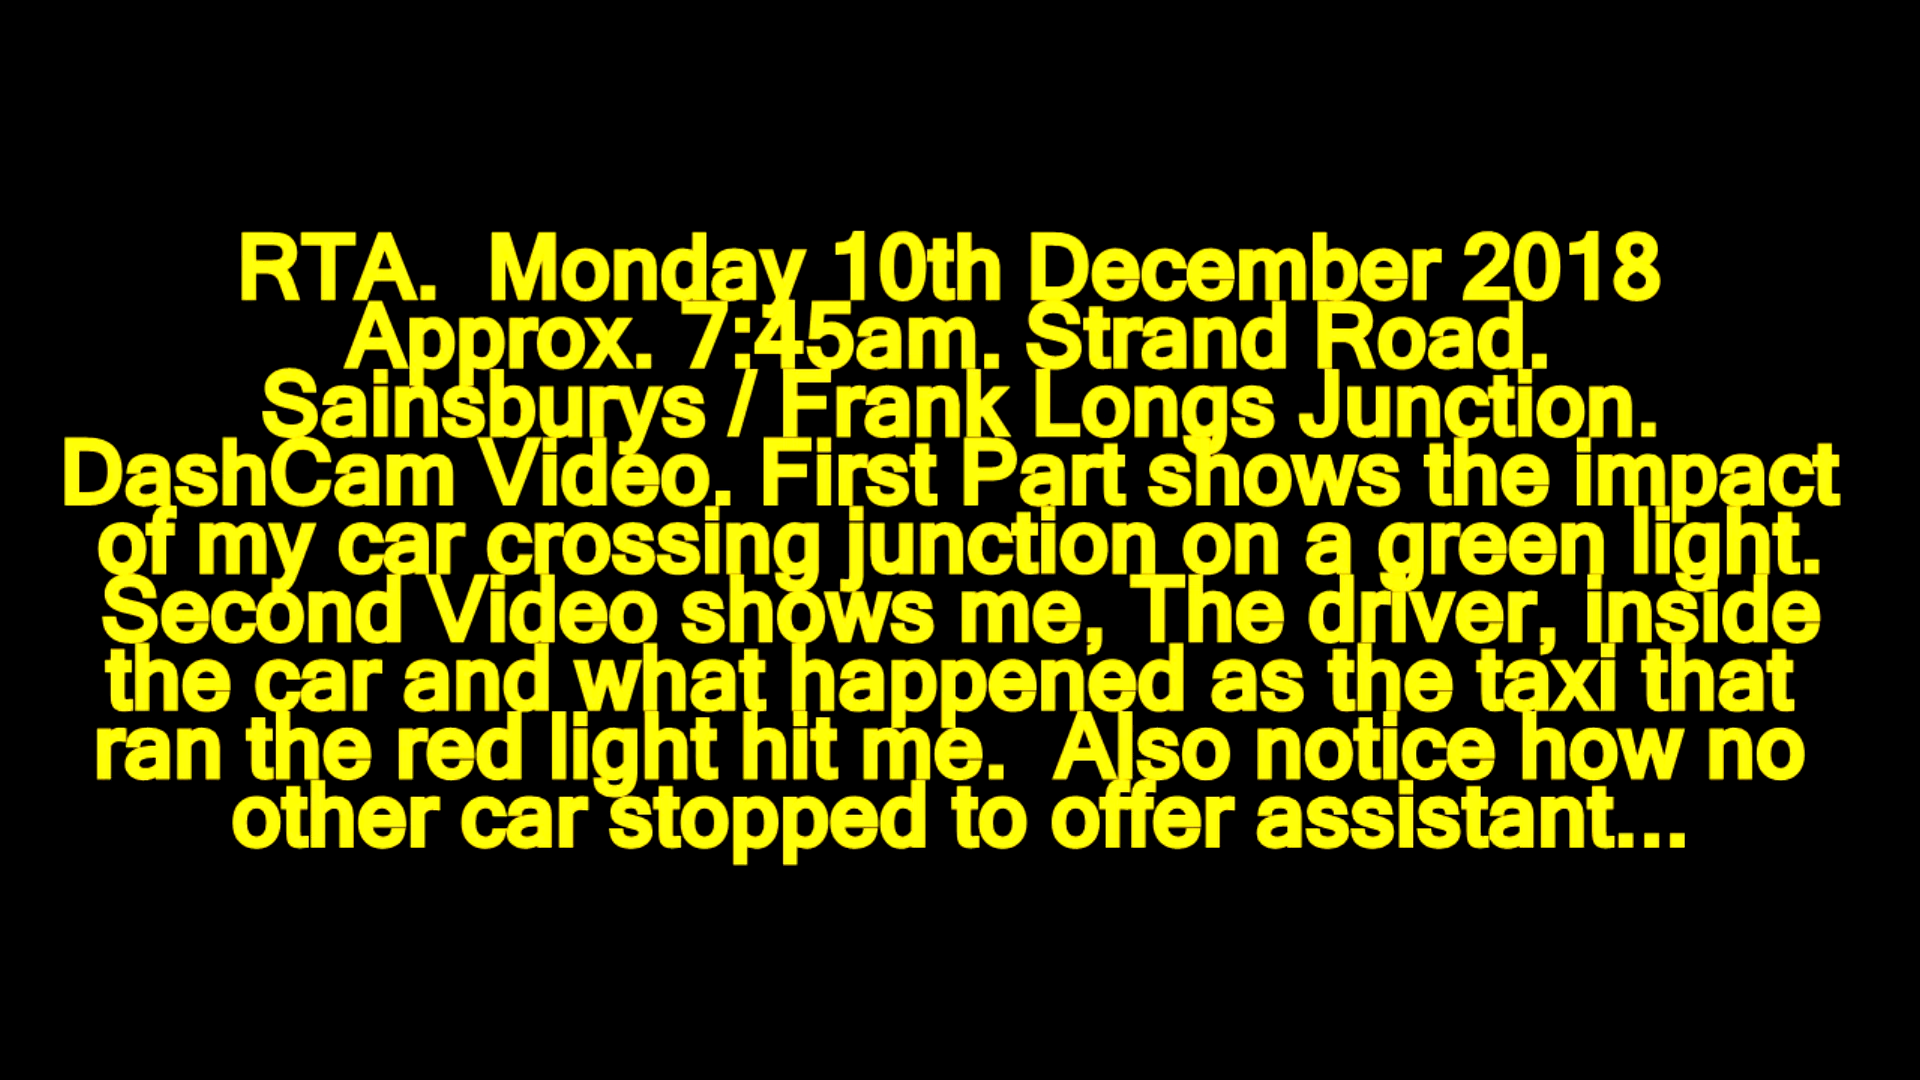 RTA.  Monday 10th December 2018
Approx. 7:45am. Strand Road.
Sainsburys / Frank Longs Junction.
DashCam Video. First Part shows the impact
of my car crossing junction on a green light.
Second Video shows me, The driver, inside
the car and what happened as the taxi that
ran the red light hit me.  Also notice how no
other car stopped to offer assistant...